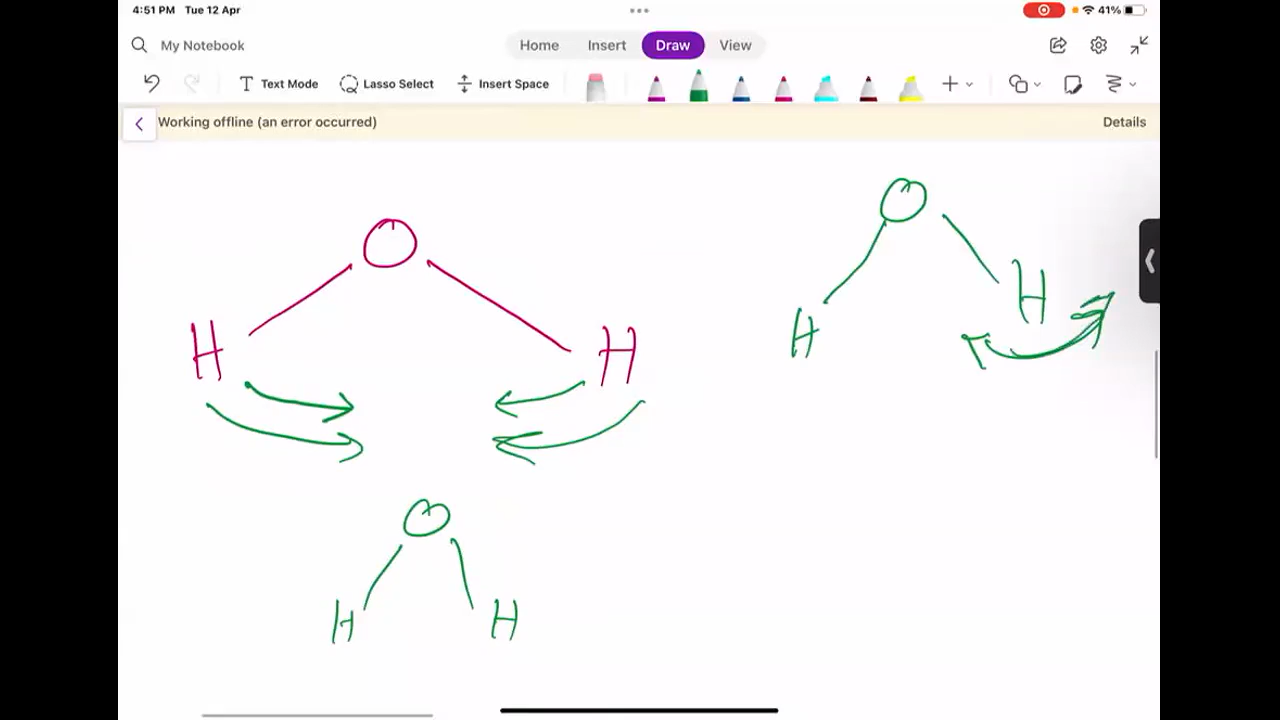 4:51 PM Tue 12 Apr
41%
My Notebook
Home Insert Draw View
Text Mode Lasso Select Insert Space
Working offline (an error occurred) Details
O
O
H
H
H
H
O
H H